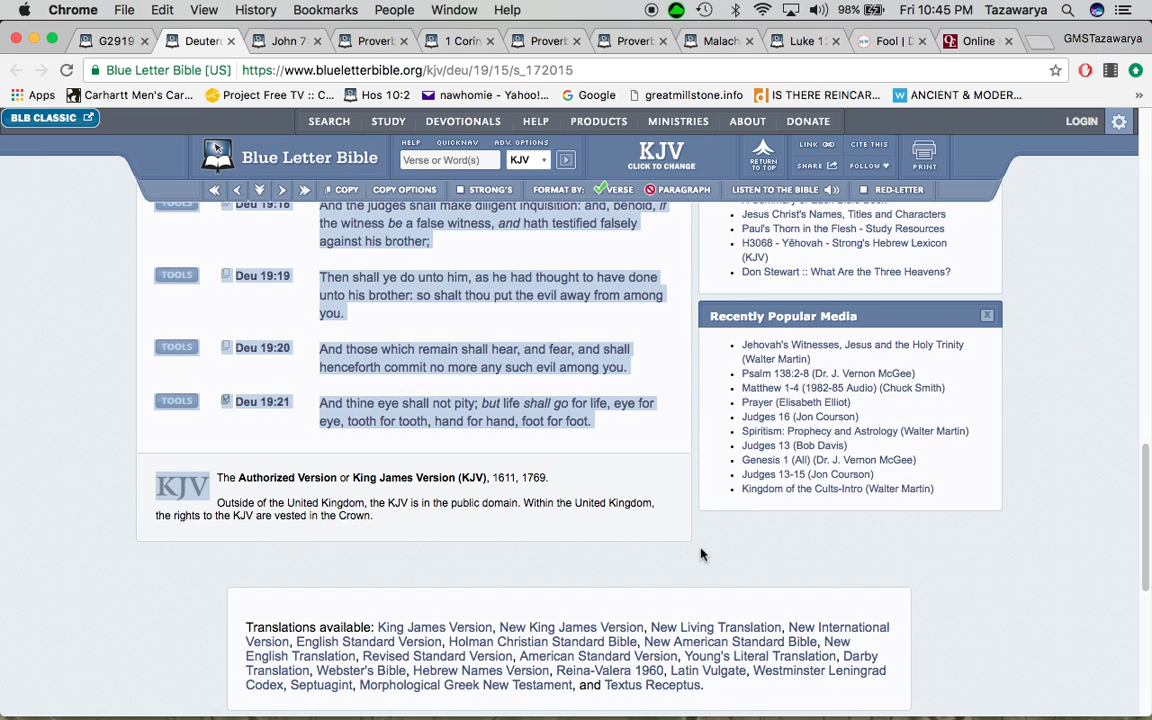 Chrome File Edit View History Bookmarks People Window Help 98% Fri 10:45 PM Tazawarya
G2919 Deutero John 7: Proverb 1 Corin Proverb Proverb Malach Luke 12 Fool | D Online GMSTazawarya
Blue Letter Bible [US] https://www.blueletterbible.org/kjv/deu/19/15/s_172015
Apps Carhartt Men's Car... Project Free TV :: C... Hos 10:2 nawhomie - Yahoo!... Google greatmillstone.info IS THERE REINCAR... ANCIENT & MODER... »
BLB CLASSIC SEARCH STUDY DEVOTIONALS HELP PRODUCTS MINISTRIES ABOUT DONATE LOGIN
HELP QUICKNAV ADV. OPTIONS
Blue Letter Bible Verse or Word(s) KJV KJV CLICK TO CHANGE RETURN TO TOP LINK CITE THIS SHARE FOLLOW PRINT
COPY COPY OPTIONS STRONG'S FORMAT BY: VERSE PARAGRAPH LISTEN TO THE BIBLE RED-LETTER
TOOLS Deu 19:18 And the judges shall make diligent inquisition: and, behold, if
the witness be a false witness, and hath testified falsely
against his brother;
TOOLS Deu 19:19 Then shall ye do unto him, as he had thought to have done
unto his brother: so shalt thou put the evil away from among
you.
TOOLS Deu 19:20 And those which remain shall hear, and fear, and shall
henceforth commit no more any such evil among you.
TOOLS Deu 19:21 And thine eye shall not pity; but life shall go for life, eye for
eye, tooth for tooth, hand for hand, foot for foot.
KJV The Authorized Version or King James Version (KJV), 1611, 1769.
Outside of the United Kingdom, the KJV is in the public domain. Within the United Kingdom,
the rights to the KJV are vested in the Crown.
Jesus Christ's Names, Titles and Characters
Paul's Thorn in the Flesh - Study Resources
H3068 - Yĕhovah - Strong's Hebrew Lexicon
(KJV)
Don Stewart :: What Are the Three Heavens?
Recently Popular Media x
Jehovah's Witnesses, Jesus and the Holy Trinity
(Walter Martin)
Psalm 138:2-8 (Dr. J. Vernon McGee)
Matthew 1-4 (1982-85 Audio) (Chuck Smith)
Prayer (Elisabeth Elliot)
Judges 16 (Jon Courson)
Spiritism: Prophecy and Astrology (Walter Martin)
Judges 13 (Bob Davis)
Genesis 1 (All) (Dr. J. Vernon McGee)
Judges 13-15 (Jon Courson)
Kingdom of the Cults-Intro (Walter Martin)
Translations available: King James Version, New King James Version, New Living Translation, New International
Version, English Standard Version, Holman Christian Standard Bible, New American Standard Bible, New
English Translation, Revised Standard Version, American Standard Version, Young's Literal Translation, Darby
Translation, Webster's Bible, Hebrew Names Version, Reina-Valera 1960, Latin Vulgate, Westminster Leningrad
Codex, Septuagint, Morphological Greek New Testament, and Textus Receptus.